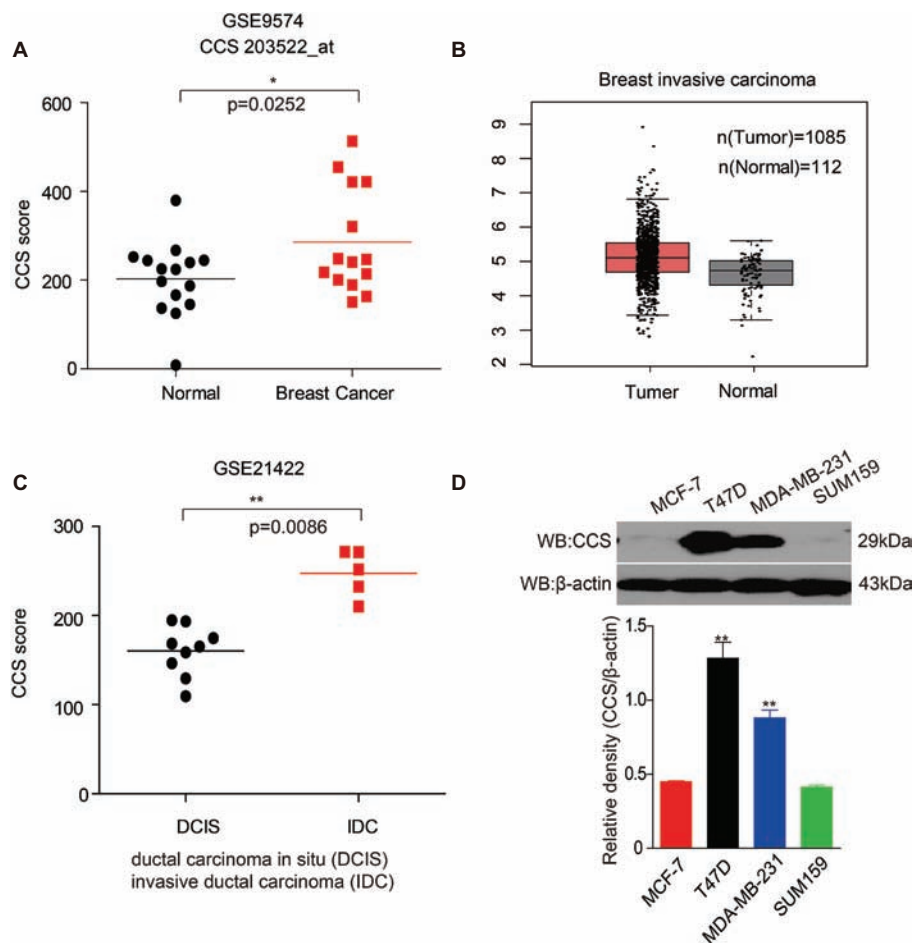 A
GSE9574
CCS 203522_at
*
p=0.0252
CCS score
600
400
200
0
Normal
Breast Cancer
B
Breast invasive carcinoma
n(Tumor)=1085
n(Normal)=112
9
8
7
6
5
4
3
2
Tumer
Normal
C
GSE21422
**
p=0.0086
CCS score
300
200
100
0
DCIS
IDC
ductal carcinoma in situ (DCIS)
invasive ductal carcinoma (IDC)
D
MCF-7
T47D
MDA-MB-231
SUM159
WB:CCS
29kDa
WB:β-actin
43kDa
Relative density (CCS/β-actin)
1.5
1.0
0.5
0
**
**
MCF-7
T47D
MDA-MB-231
SUM159